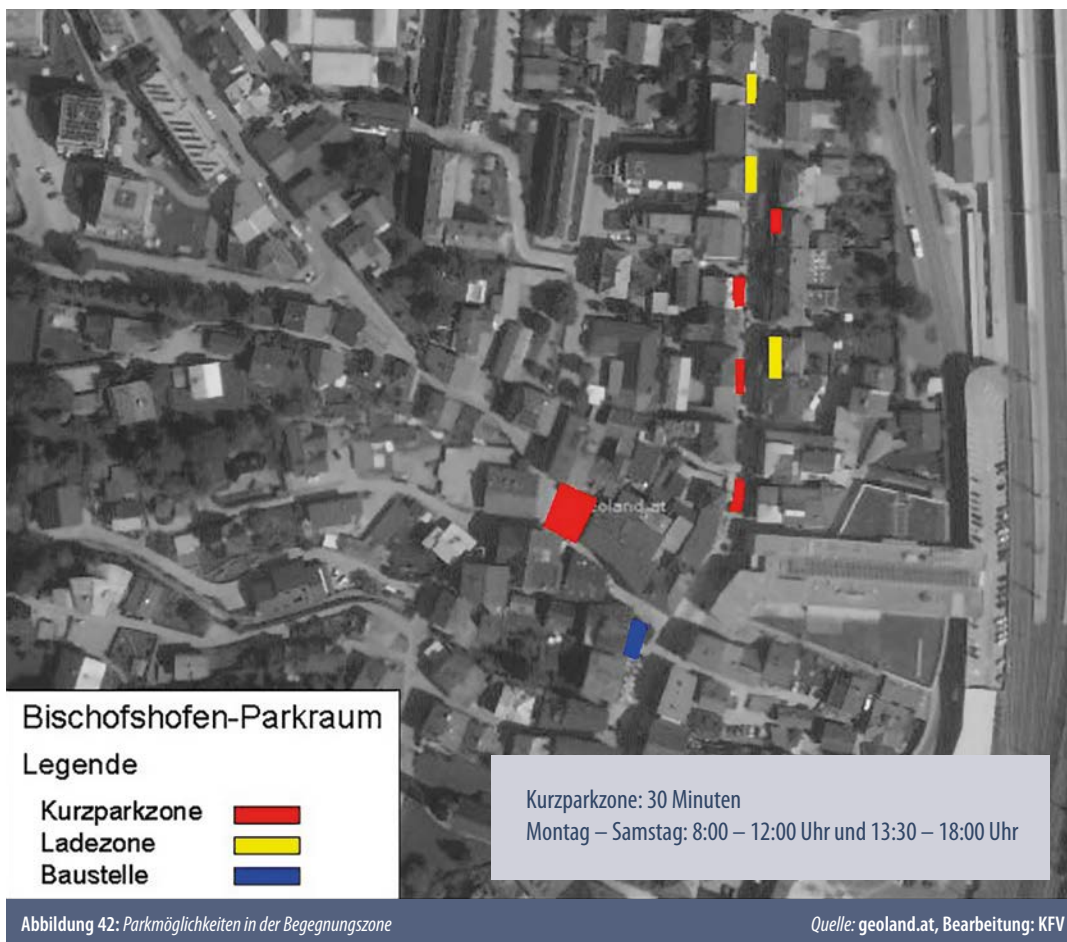 eoland.at
Bischofshofen-Parkraum
Legende
Kurzparkzone
Ladezone
Baustelle
Kurzparkzone: 30 Minuten
Montag – Samstag: 8:00 – 12:00 Uhr und 13:30 – 18:00 Uhr
Abbildung 42: Parkmöglichkeiten in der Begegnungszone
Quelle: geoland.at, Bearbeitung: KFV